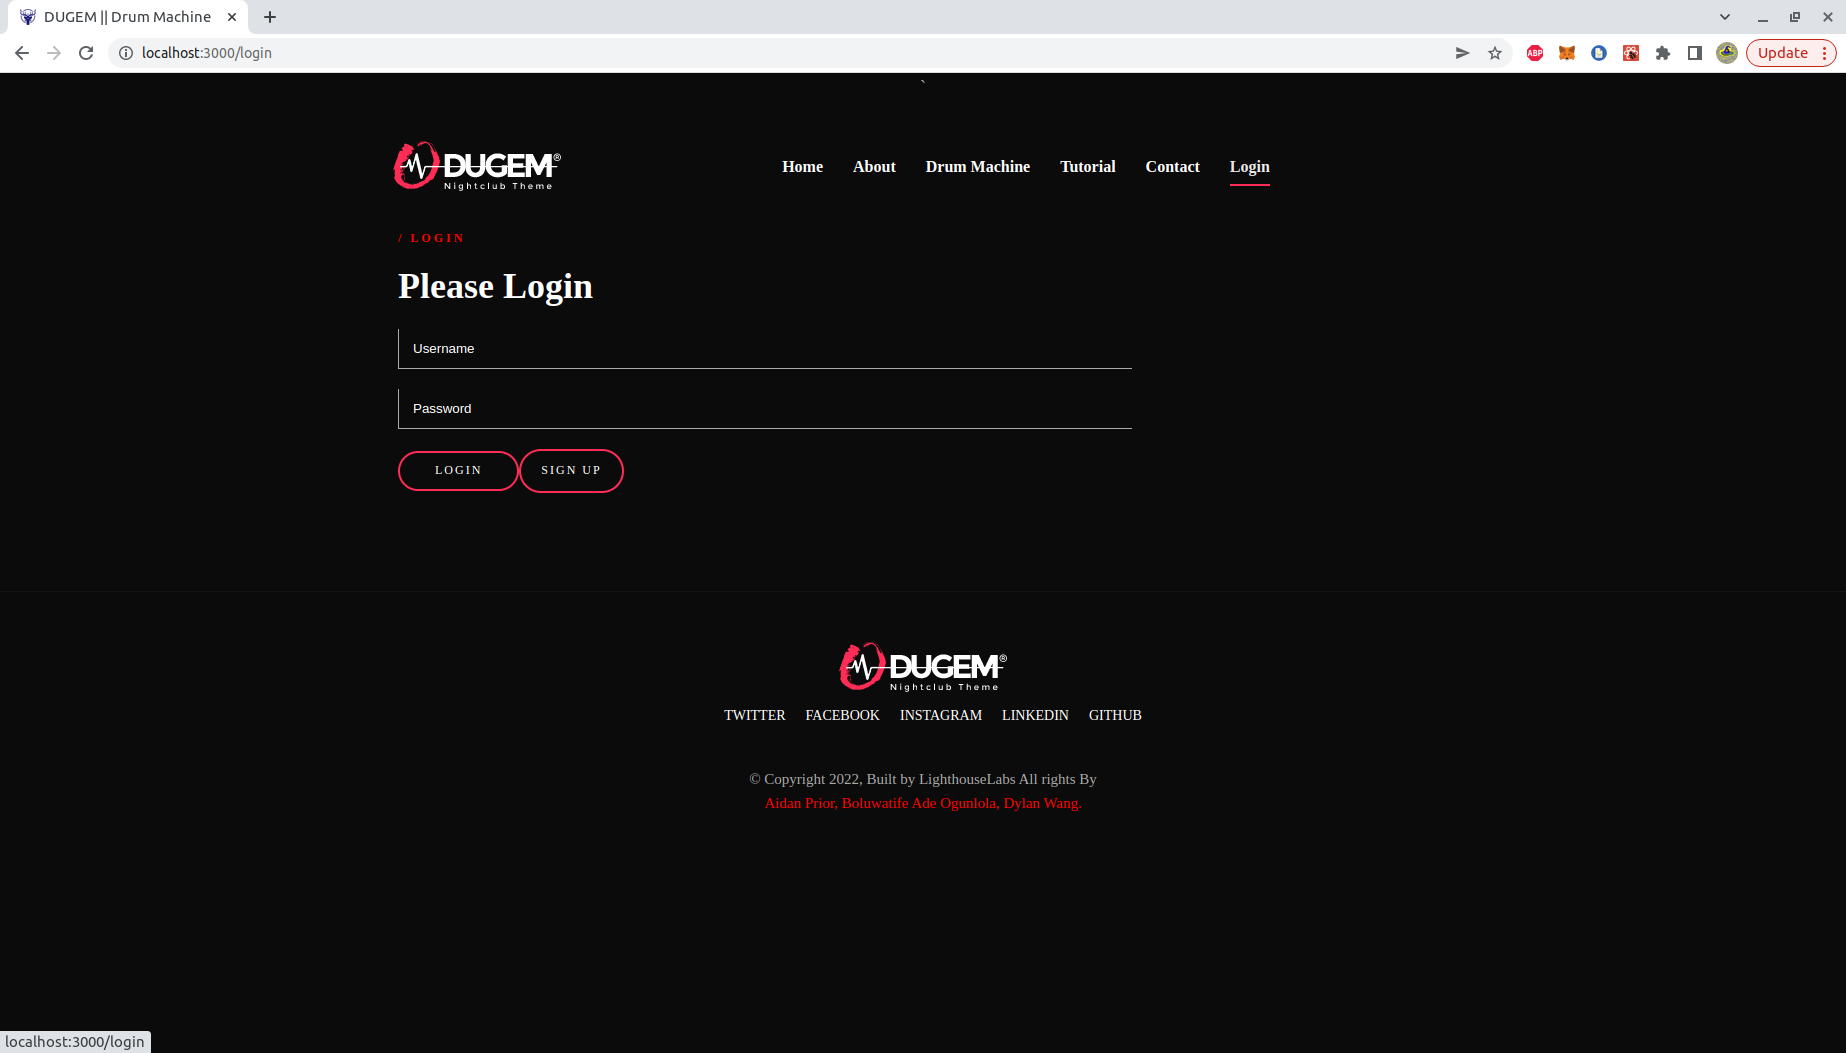 DUGEM || Drum Machine
localhost:3000/login
ABP
Update
`
DUGEM®
Nightclub Theme
Home About Drum Machine Tutorial Contact Login
/ LOGIN
Please Login
Username
Password
LOGIN SIGN UP
DUGEM®
Nightclub Theme
TWITTER FACEBOOK INSTAGRAM LINKEDIN GITHUB
© Copyright 2022, Built by LighthouseLabs All rights By
Aidan Prior, Boluwatife Ade Ogunlola, Dylan Wang.
localhost:3000/login